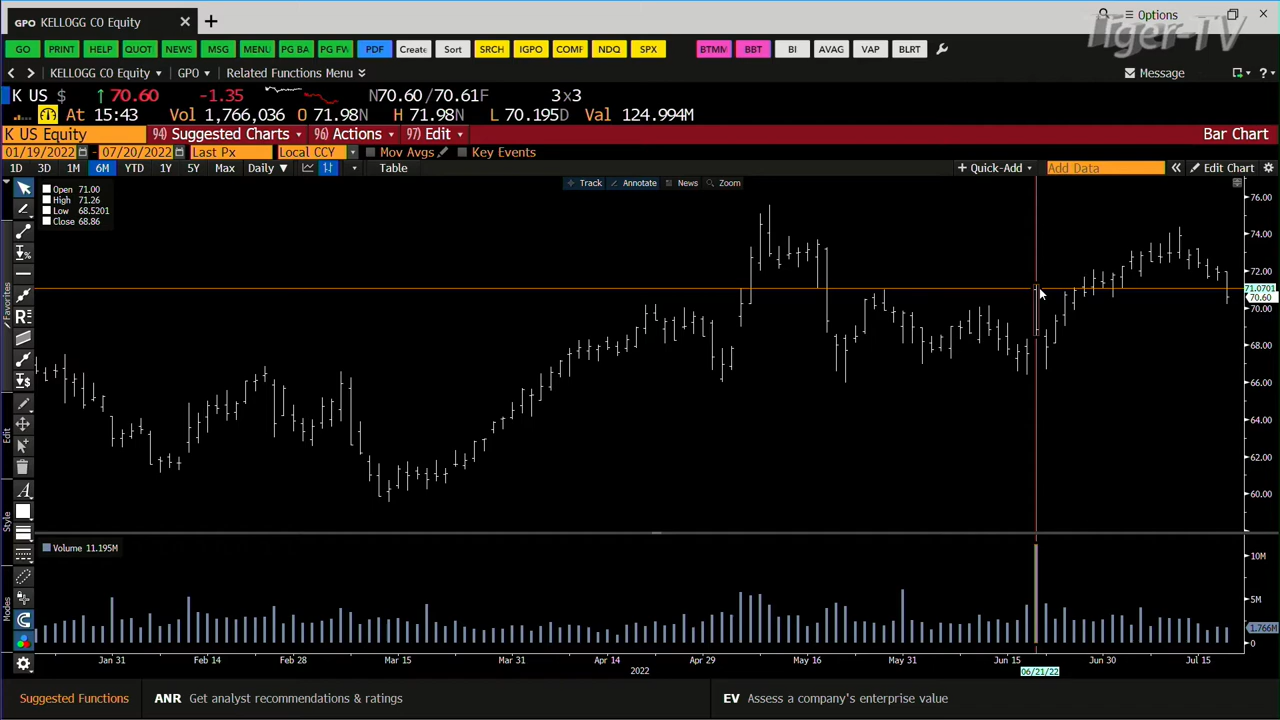 GPO KELLOGG CO Equity
Options
Tiger-TV
GO PRINT HELP QUOT NEWS MSG MENU PG BA PG FW PDF Create Sort SRCH IGPO COMF NDQ SPX BTMM BBT BI AVAG VAP BLRT
KELLOGG CO Equity GPO Related Functions Menu Message ?
K US $ 70.60 -1.35 N70.60 /70.61F 3x3
At 15:43 Vol 1,766,036 O 71.98N H 71.98N L 70.195D Val 124.994M
K US Equity 94) Suggested Charts 96) Actions 97) Edit Bar Chart
01/19/2022 - 07/20/2022 Last Px Local CCY Mov Avgs Key Events
1D 3D 1M 6M YTD 1Y 5Y Max Daily Table Quick-Add Add Data Edit Chart
Track Annotate News Zoom
Open 71.00
High 71.26
Low 68.5201
Close 68.86
76.00
74.00
72.00
71.0701
70.60
70.00
68.00
66.00
64.00
62.00
60.00
Favorites
Edit
Style
Modes
Volume 11.195M
10M
5M
1.766M
0
Jan 31 Feb 14 Feb 28 Mar 15 Mar 31 Apr 14 Apr 29 May 16 May 31 Jun 15 Jun 30 Jul 15
2022
06/21/22
Suggested Functions ANR Get analyst recommendations & ratings EV Assess a company's enterprise value